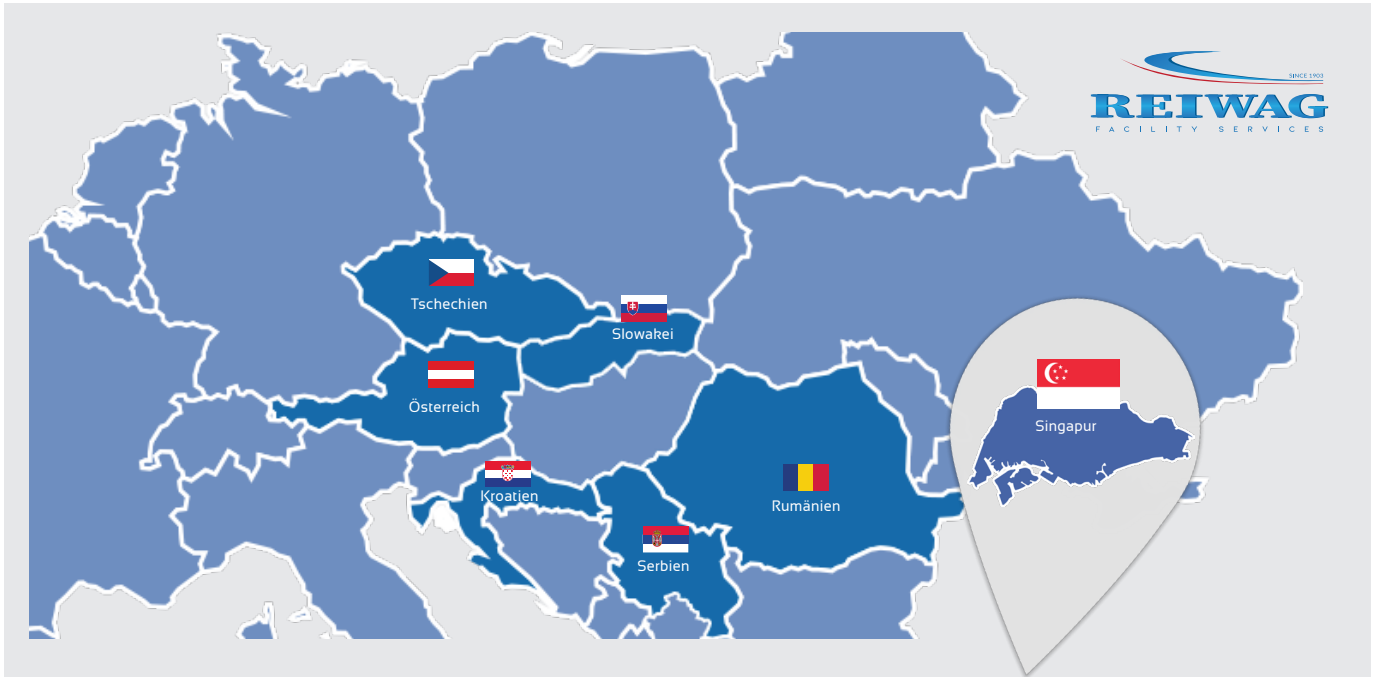 SINCE 1903
REIWAG
FACILITY SERVICES
Tschechien
Slowakei
Österreich
Singapur
Kroatien
Rumänien
Serbien